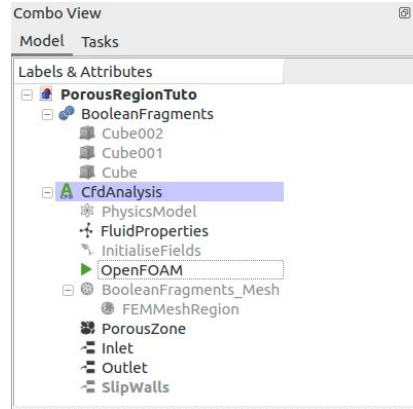 Combo View
Model Tasks
Labels & Attributes
PorousRegionTuto
BooleanFragments
Cube002
Cube001
Cube
CfdAnalysis
PhysicsModel
FluidProperties
InitialiseFields
OpenFOAM
BooleanFragments_Mesh
FEMMeshRegion
PorousZone
Inlet
Outlet
SlipWalls